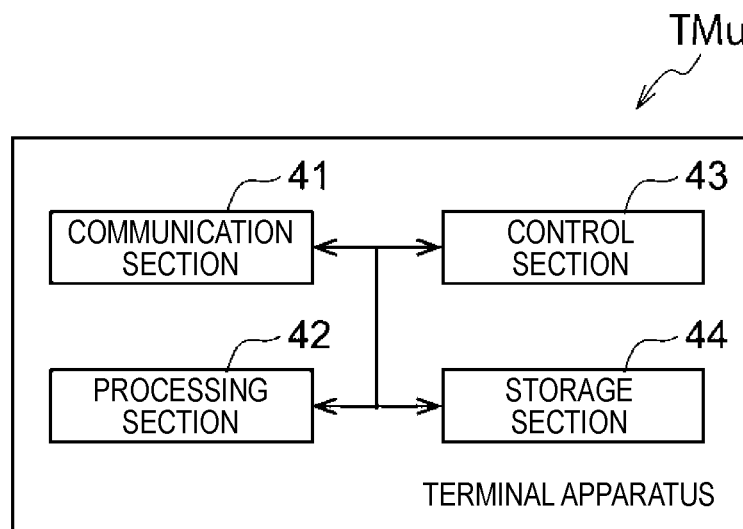 TMu
41
COMMUNICATION
SECTION
43
CONTROL
SECTION
42
PROCESSING
SECTION
44
STORAGE
SECTION
TERMINAL APPARATUS